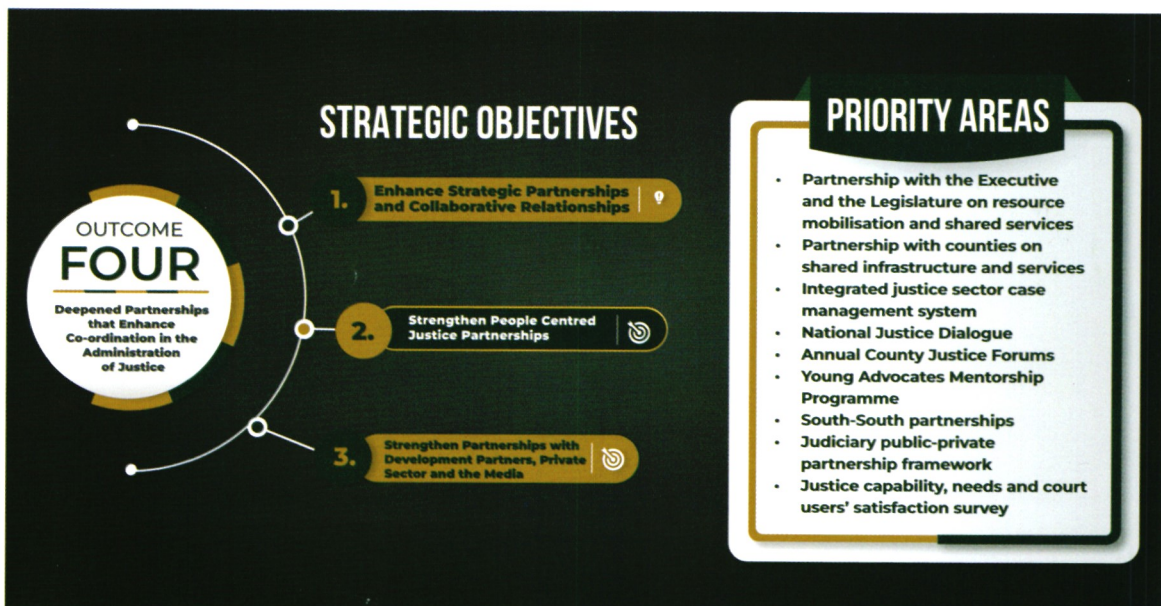 OUTCOME
FOUR
Deepened Partnerships
that Enhance
Co-ordination in the
Administration
of Justice
STRATEGIC OBJECTIVES
1.
Enhance Strategic Partnerships
and Collaborative Relationships
2.
Strengthen People Centred
Justice Partnerships
3.
Strengthen Partnerships with
Development Partners, Private
Sector and the Media
PRIORITY AREAS
• Partnership with the Executive
and the Legislature on resource
mobilisation and shared services
• Partnership with counties on
shared infrastructure and services
• Integrated justice sector case
management system
• National Justice Dialogue
• Annual County Justice Forums
• Young Advocates Mentorship
Programme
• South-South partnerships
• Judiciary public-private
partnership framework
• Justice capability, needs and court
users' satisfaction survey